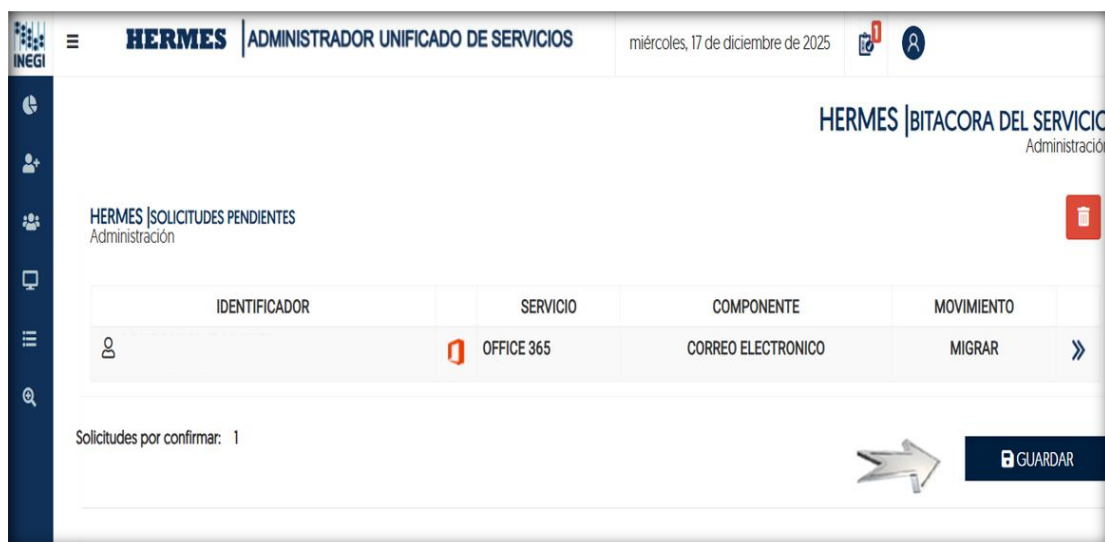 INEGI
HERMES |ADMINISTRADOR UNIFICADO DE SERVICIOS
miércoles, 17 de diciembre de 2025
1
HERMES |BITACORA DEL SERVICIO
Administración
HERMES |SOLICITUDES PENDIENTES
Administración
IDENTIFICADOR SERVICIO COMPONENTE MOVIMIENTO
OFFICE 365 CORREO ELECTRONICO MIGRAR
Solicitudes por confirmar: 1
GUARDAR